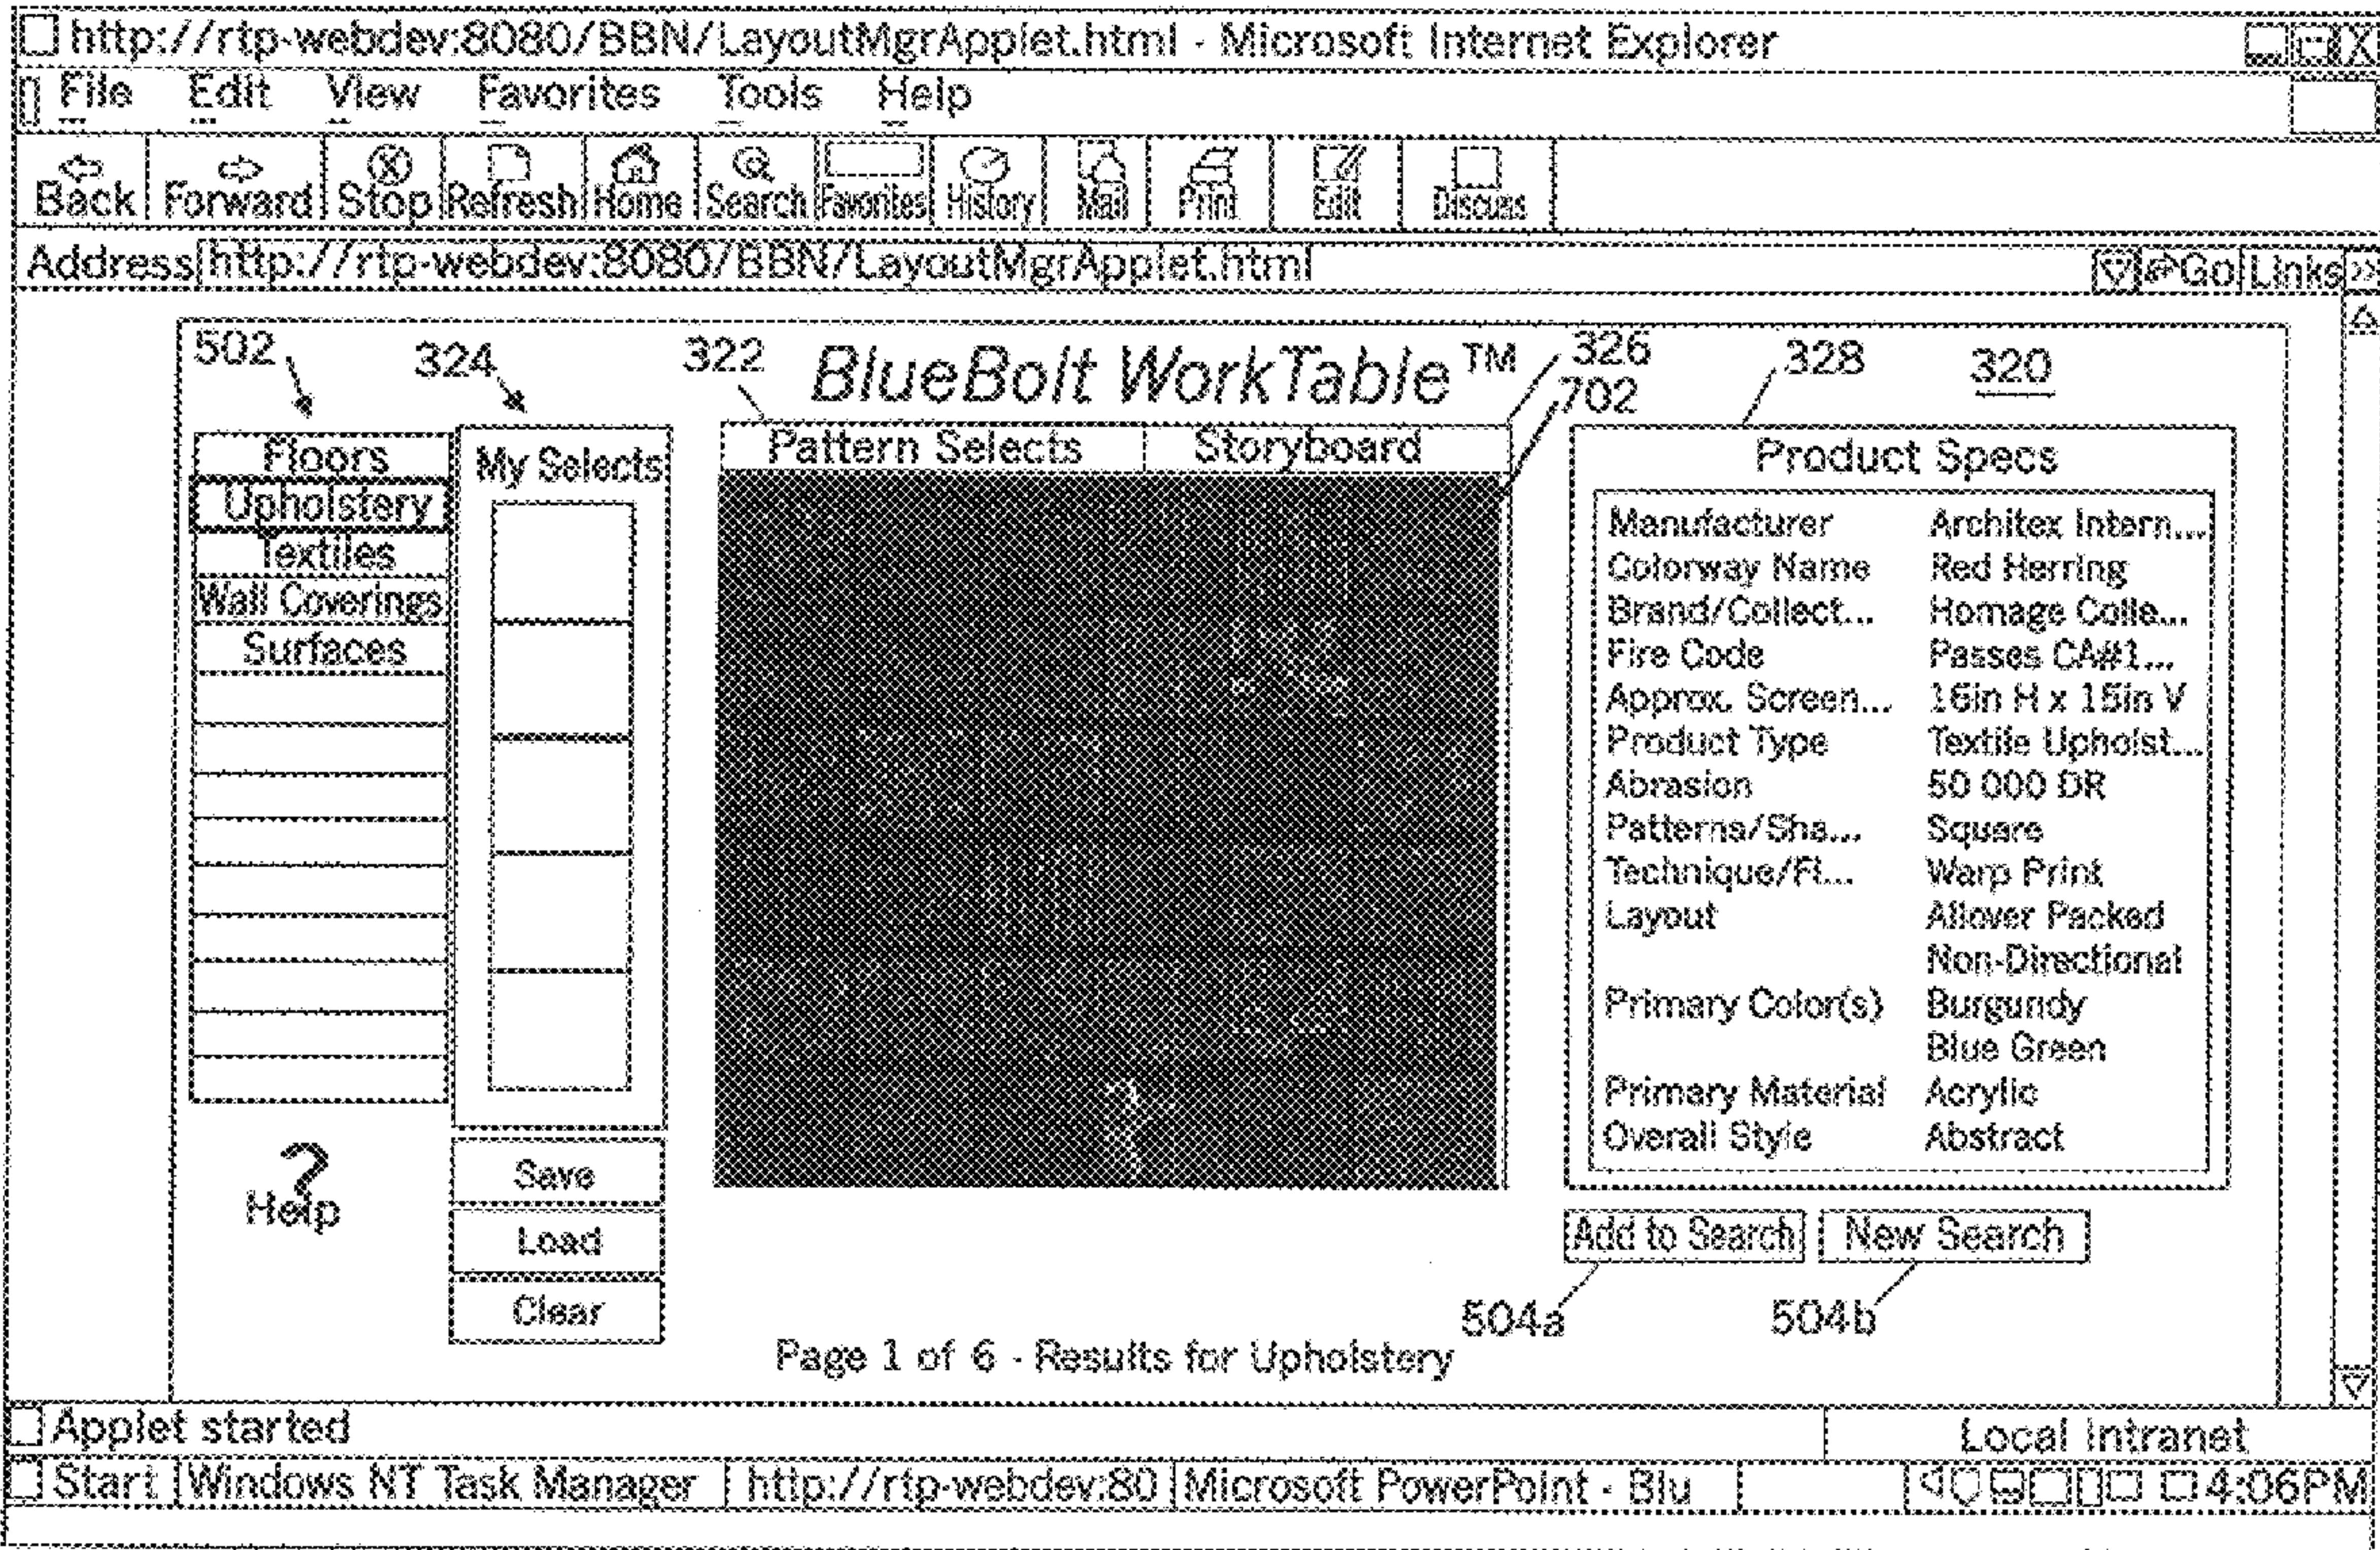 http://rtp-webdev:8080/BBN/LayoutMgrApplet.html - Microsoft Internet Explorer
File Edit View Favorites Tools Help
Back Forward Stop Refresh Home Search Favorites History Mail Print Edit Discuss
Address http://rtp-webdev:8080/BBN/LayoutMgrApplet.html Go Links >>
502 324 322 BlueBolt WorkTable™ 326 328 320
702
Floors
Upholstery
Textiles
Wall Coverings
Surfaces
?
Help
My Selects
Save
Load
Clear
Pattern Selects Storyboard
Product Specs
Manufacturer Architex Intern...
Colorway Name Red Herring
Brand/Collect... Homage Colle...
Fire Code Passes CA#1...
Approx. Screen... 16in H x 15in V
Product Type Textile Upholst...
Abrasion 50 000 DR
Patterns/Sha... Square
Technique/Fi... Warp Print
Layout Allover Packed
Non-Directional
Primary Color(s) Burgundy
Blue Green
Primary Material Acrylic
Overall Style Abstract
Add to Search New Search
504a 504b
Page 1 of 6 - Results for Upholstery
Applet started Local intranet
Start Windows NT Task Manager http://rtp-webdev:80 Microsoft PowerPoint - Blu 4:06PM